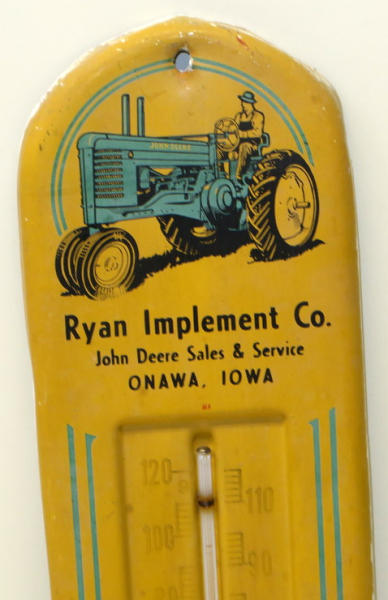 JOHN DEERE
Ryan Implement Co.
John Deere Sales & Service
ONAWA, IOWA
120
110
100
90